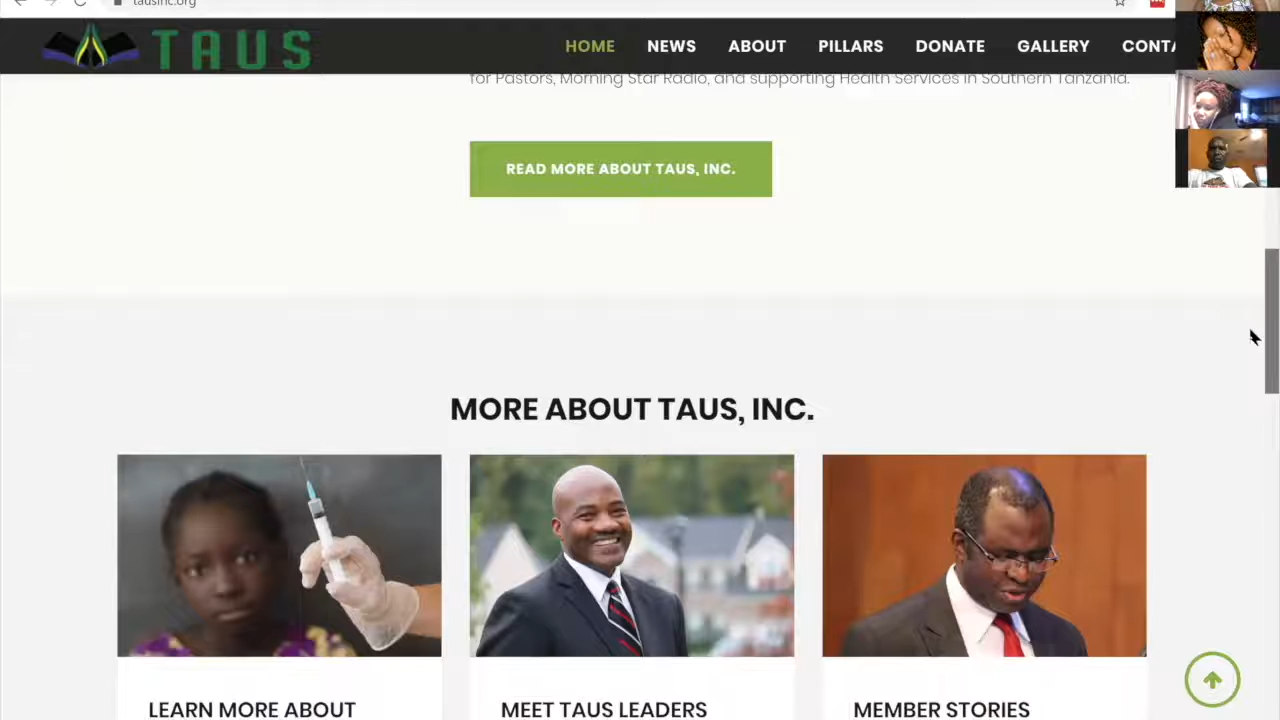 tausinc.org
TAUS
HOME NEWS ABOUT PILLARS DONATE GALLERY CONTA
for Pastors, Morning Star Radio, and supporting Health Services in Southern Tanzania.
READ MORE ABOUT TAUS, INC.
MORE ABOUT TAUS, INC.
LEARN MORE ABOUT
MEET TAUS LEADERS
MEMBER STORIES